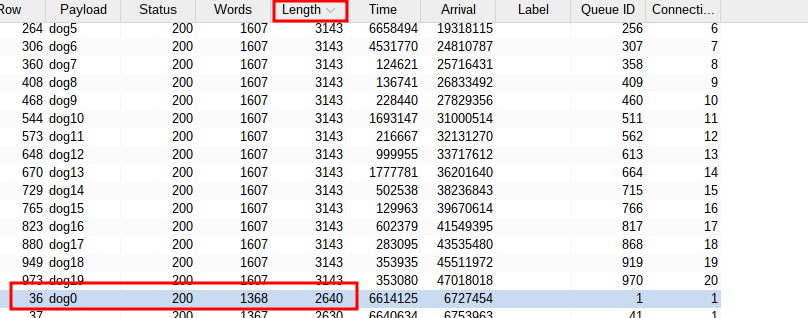 Row Payload Status Words Length Time Arrival Label Queue ID Connecti...
264 dog5 200 1607 3143 6658494 19318115 256 6
306 dog6 200 1607 3143 4531770 24810787 307 7
360 dog7 200 1607 3143 124621 25716431 358 8
408 dog8 200 1607 3143 136741 26833492 409 9
468 dog9 200 1607 3143 228440 27829356 460 10
544 dog10 200 1607 3143 1693147 31000514 511 11
573 dog11 200 1607 3143 216667 32131270 562 12
648 dog12 200 1607 3143 999955 33717612 613 13
670 dog13 200 1607 3143 1777781 36201640 664 14
729 dog14 200 1607 3143 502538 38236843 715 15
765 dog15 200 1607 3143 129963 39670614 766 16
823 dog16 200 1607 3143 602379 41549395 817 17
880 dog17 200 1607 3143 283095 43535480 868 18
949 dog18 200 1607 3143 353935 45511972 919 19
973 dog19 200 1607 3143 353080 47018018 970 20
36 dog0 200 1368 2640 6614125 6727454 1 1
37 200 1367 2630 6640634 6753963 41 1